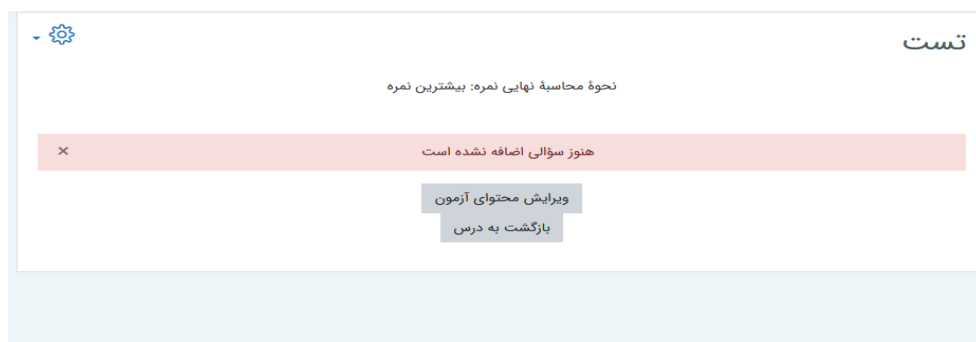 تست
نحوهٔ محاسبهٔ نهایی نمره: بیشترین نمره
هنوز سؤالی اضافه نشده است
ویرایش محتوای آزمون
بازگشت به درس